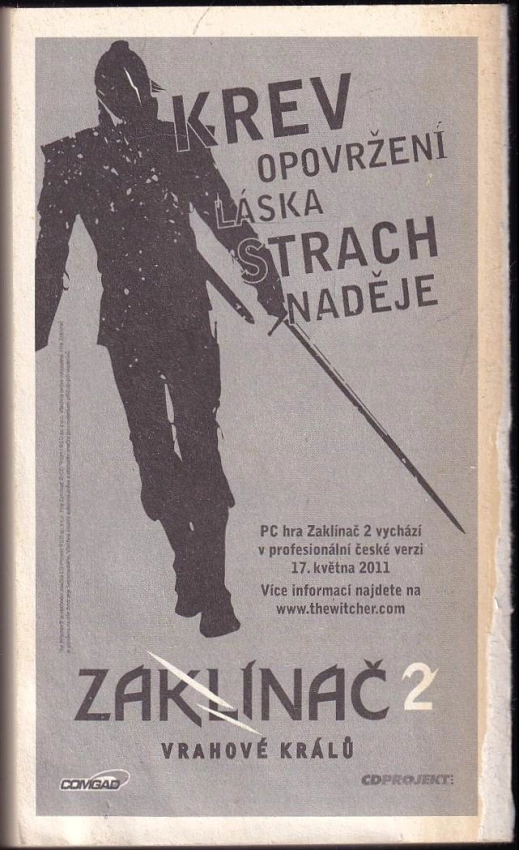 KREV
OPOVRŽENÍ
LÁSKA
STRACH
NADĚJE
PC hra Zaklínač 2 vychází
v profesionální české verzi
17. května 2011
Více informací najdete na
www.thewitcher.com
ZAKLÍNAČ 2
VRAHOVÉ KRÁLŮ
COMGAD
CDPROJEKT